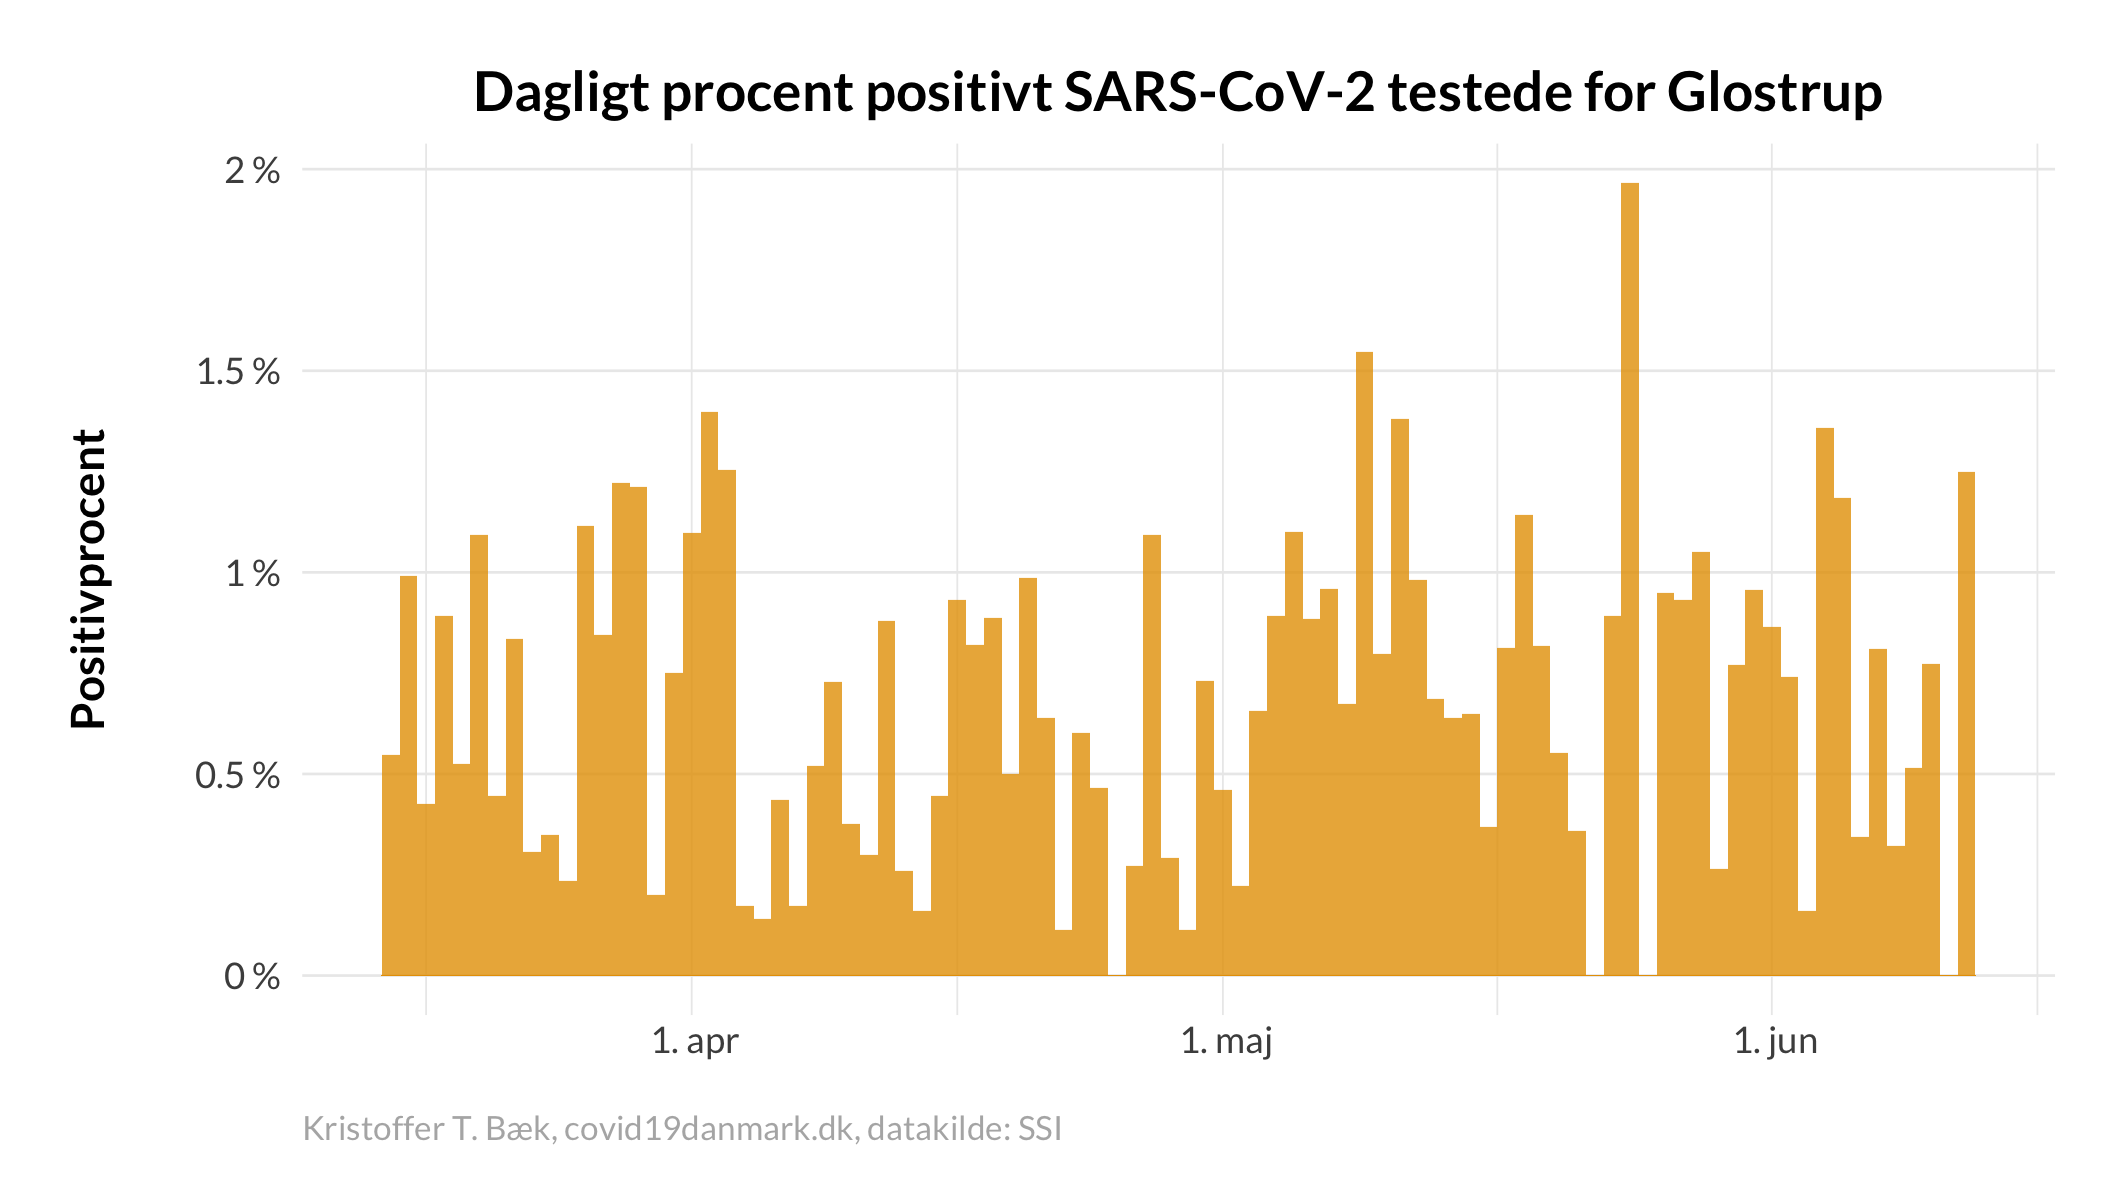 Dagligt procent positivt SARS-CoV-2 testede for Glostrup
Positivprocent
2 %
1.5 %
1 %
0.5 %
0 %
1. apr
1. maj
1. jun
Kristoffer T. Bæk, covid19danmark.dk, datakilde: SSI